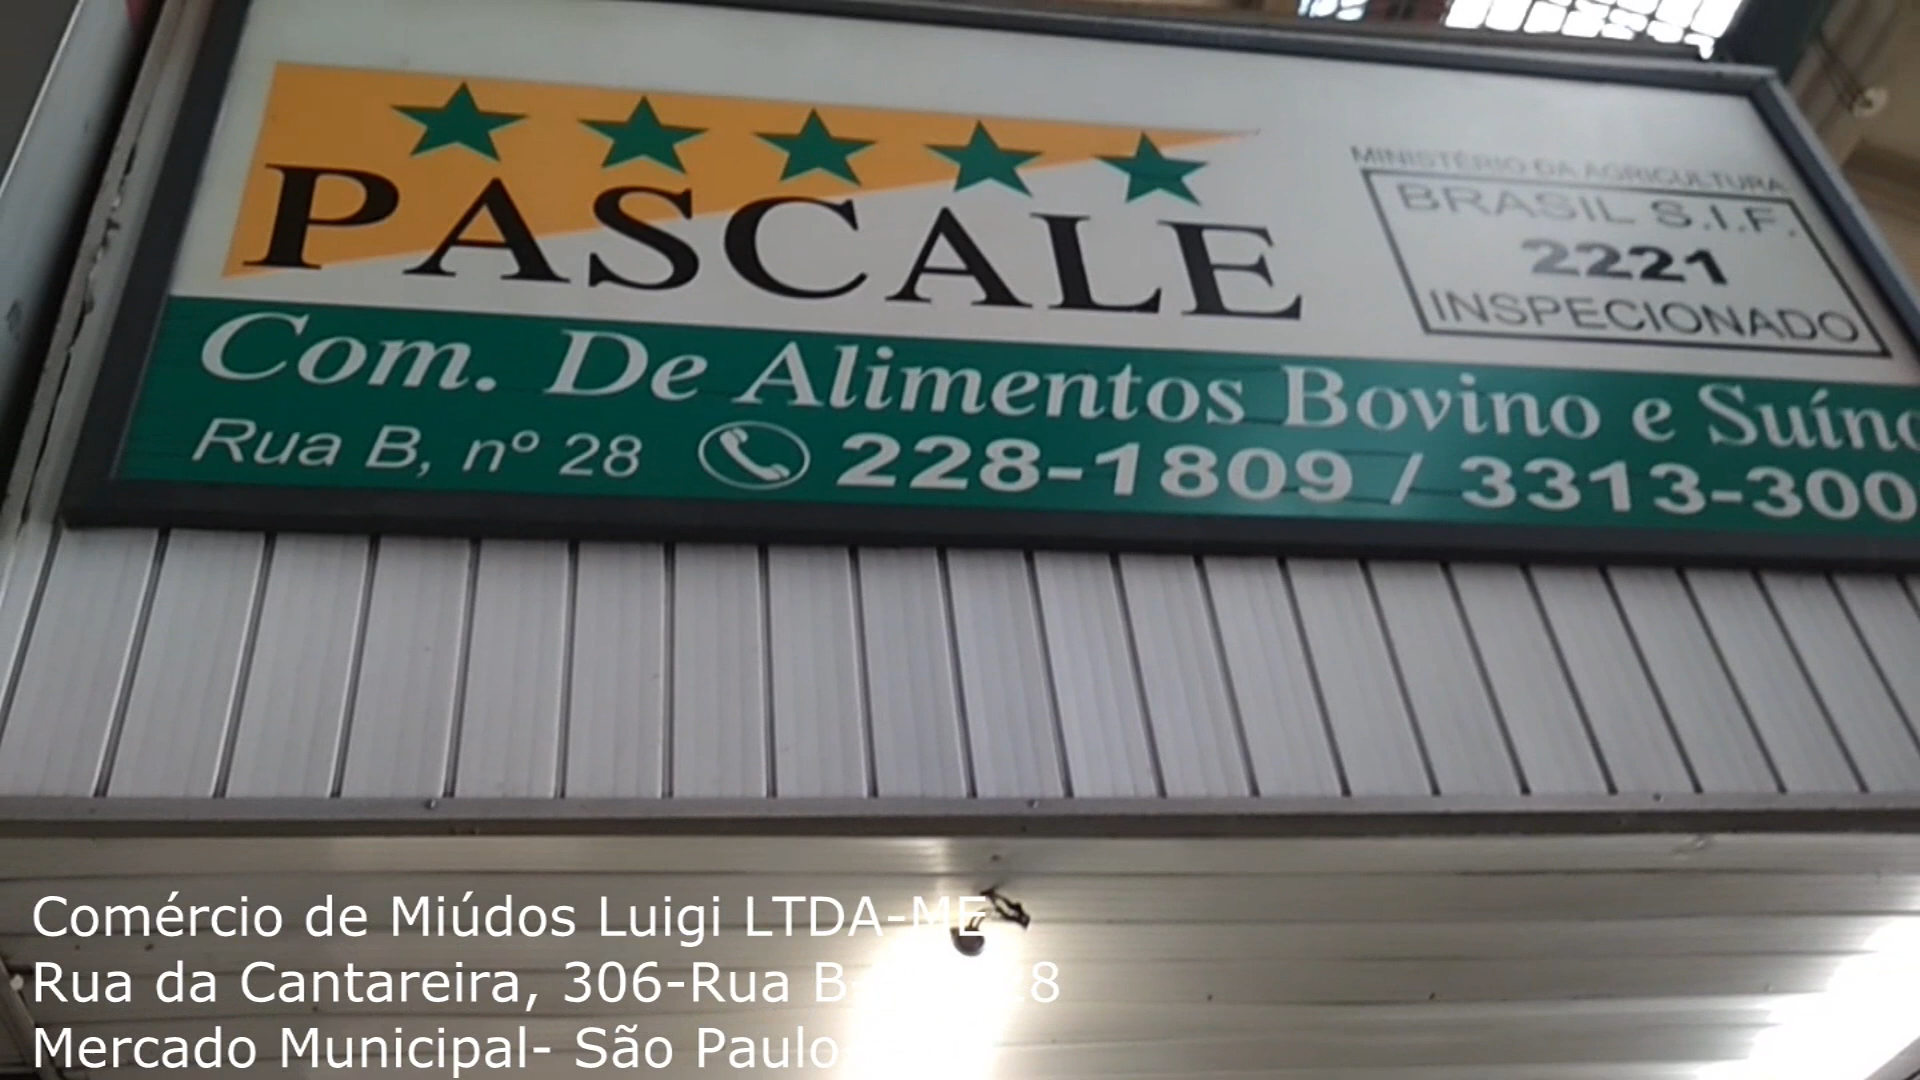 PASCALE
MINISTÉRIO DA AGRICULTURA
BRASIL S.I.F.
2221
INSPECIONADO
Com. De Alimentos Bovino e Suíno
Rua B, nº 28 228-1809 / 3313-300
Comércio de Miúdos Luigi LTDA-ME
Rua da Cantareira, 306-Rua B-
Mercado Municipal- São Paulo